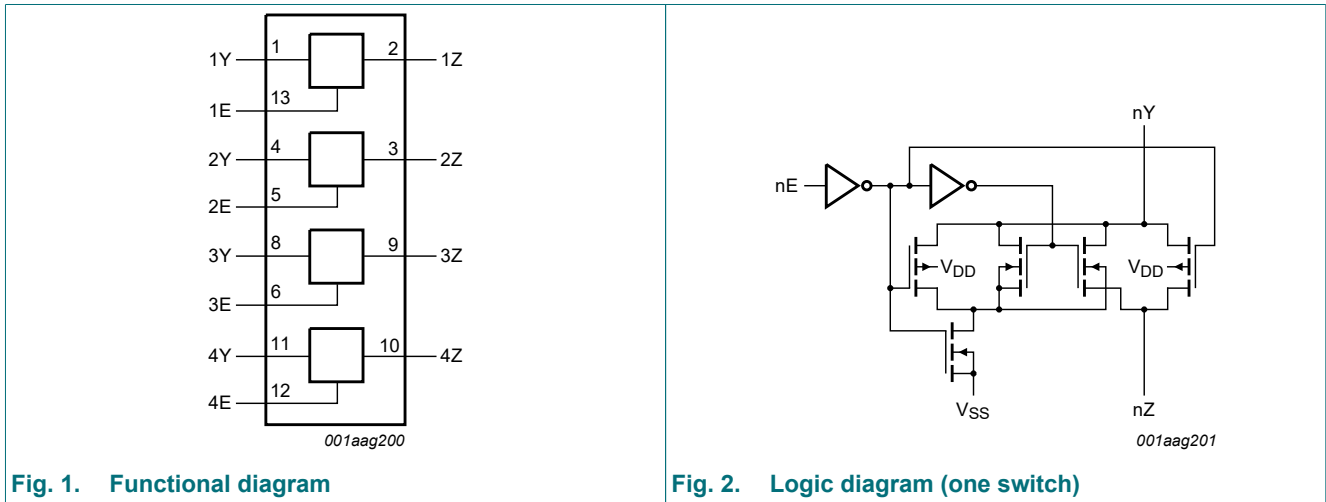 1Y 1 2 1Z
1E 13
2Y 4 3 2Z
2E 5
3Y 8 9 3Z
3E 6
4Y 11 10 4Z
4E 12
001aag200
Fig. 1. Functional diagram
nY
nE
VDD VDD
VSS nZ
001aag201
Fig. 2. Logic diagram (one switch)